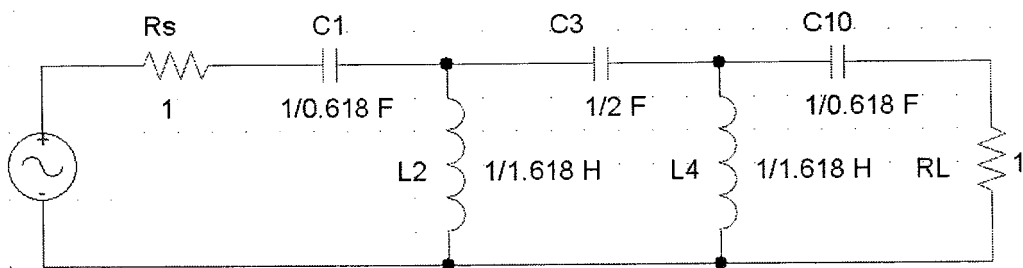 Rs
C1
C3
C10
1
1/0.618 F
1/2 F
1/0.618 F
+
-
L2
1/1.618 H
L4
1/1.618 H
RL
1